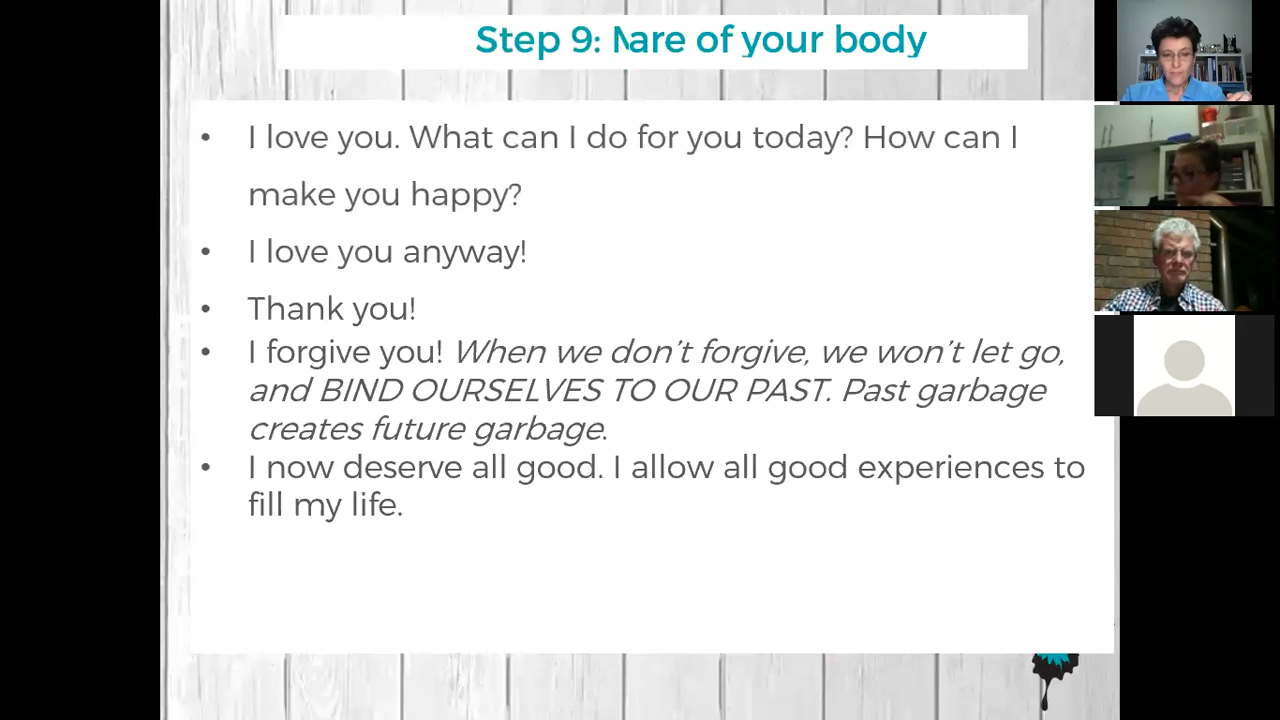 Step 9: are of your body
• I love you. What can I do for you today? How can I
make you happy?
• I love you anyway!
• Thank you!
• I forgive you! When we don't forgive, we won't let go,
and BIND OURSELVES TO OUR PAST. Past garbage
creates future garbage.
• I now deserve all good. I allow all good experiences to
fill my life.